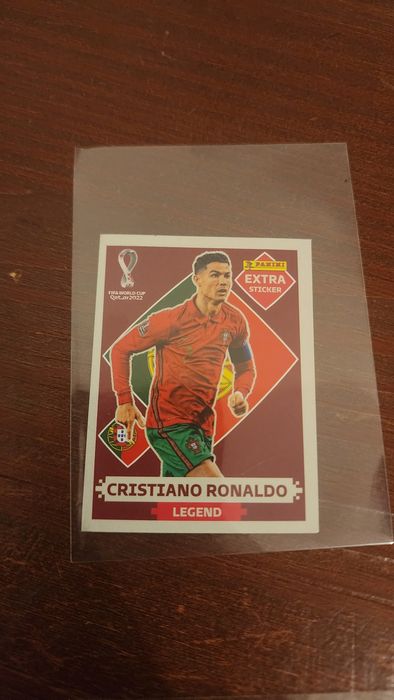 PANINI
EXTRA
STICKER
FIFA WORLD CUP
Qatar2022
CRISTIANO RONALDO
LEGEND